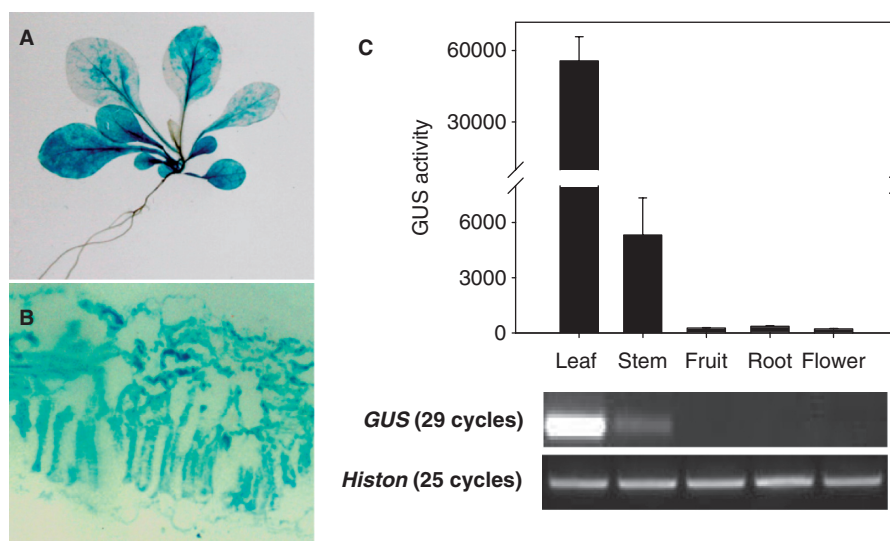 A
B
C
GUS activity
60000
30000
6000
3000
0
Leaf Stem Fruit Root Flower
GUS (29 cycles)
Histon (25 cycles)